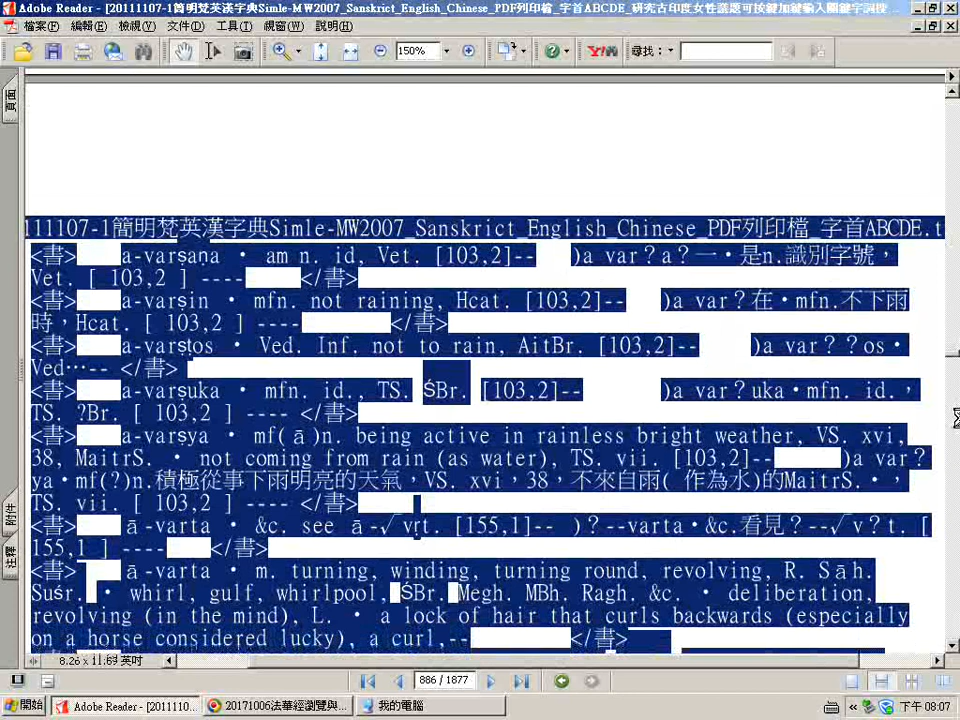 Adobe Reader - [20111107-1簡明梵英漢字典Simle-MW2007_Sanskrict_English_Chinese_PDF列印檔_字首ABCDE_研究古印度女性議題可按鍵加鍵輸入關鍵字詞搜...
檔案(F) 編輯(E) 檢視(V) 文件(D) 工具(T) 視窗(W) 說明(H)
150% 尋找:
頁面
111107-1簡明梵英漢字典Simle-MW2007_Sanskrict_English_Chinese_PDF列印檔_字首ABCDE.t
<書> a-varṣaṇa • am n. id, Vet. [103,2]-- )a var？a？一•是n.識別字號，
Vet. [ 103,2 ] ---- </書>
<書> a-varṣin • mfn. not raining, Hcat. [103,2]-- )a var？在•mfn.不下雨
時，Hcat. [ 103,2 ] ---- </書>
<書> a-varṣṭos • Ved. Inf. not to rain, AitBr. [103,2]-- )a var？？os•
Ved…-- </書>
<書> a-varṣuka • mfn. id., TS. ŚBr. [103,2]-- )a var？uka•mfn. id.，
TS. ?Br. [ 103,2 ] ---- </書>
<書> a-varṣya • mf(ā)n. being active in rainless bright weather, VS. xvi,
38, MaitrS. • not coming from rain (as water), TS. vii. [103,2]-- )a var？
ya•mf(?)n.積極從事下雨明亮的天氣，VS. xvi，38，不來自雨( 作為水)的MaitrS.•，
TS. vii. [ 103,2 ] ---- </書>
<書> ā-varta • &c. see ā-√vṛt. [155,1]-- )？--varta•&c.看見？--√v？t. [
155,1 ] ---- </書>
<書> ā-varta • m. turning, winding, turning round, revolving, R. Sāh.
Suśr. • whirl, gulf, whirlpool, ŚBr. Megh. MBh. Ragh. &c. • deliberation,
revolving (in the mind), L. • a lock of hair that curls backwards (especially
on a horse considered lucky), a curl,-- </書>
附件
註釋
8.26 x 11.69 英吋
886 / 1877
開始 Adobe Reader - [2011110... 20171006法華經瀏覽與... 我的電腦 下午 08:07